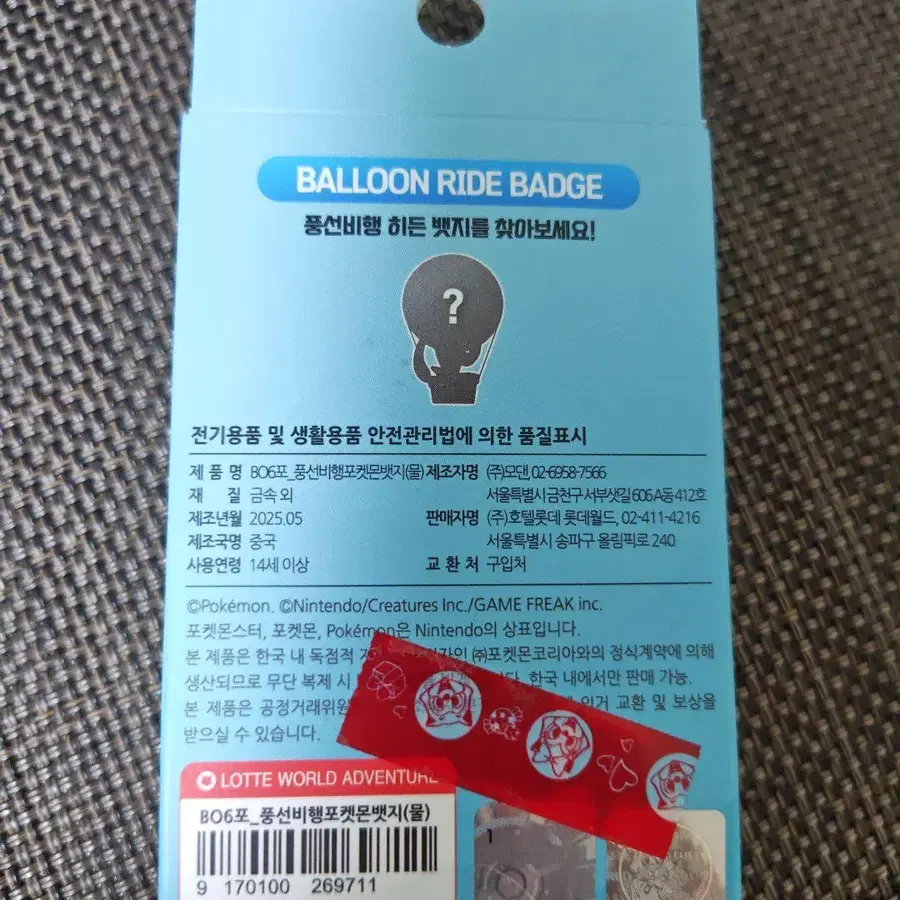 BALLOON RIDE BADGE
풍선비행 히든 뱃지를 찾아보세요!
?
전기용품 및 생활용품 안전관리법에 의한 품질표시
제 품 명 BO6포_풍선비행포켓몬뱃지(물) 제조자명 (주)모댄, 02-6958-7566
재 질 금속 외 서울특별시 금천구 서부샛길 606 A동 412호
제조년월 2025.05 판매자명 (주)호텔롯데 롯데월드, 02-411-4216
제조국명 중국 서울특별시 송파구 올림픽로 240
사용연령 14세 이상 교 환 처 구입처
©Pokémon. ©Nintendo/Creatures Inc./GAME FREAK inc.
포켓몬스터, 포켓몬, Pokémon은 Nintendo의 상표입니다.
본 제품은 한국 내 독점적 ㈜포켓몬코리아와의 정식계약에 의해
생산되므로 무단 복제 시 한국 내에서만 판매 가능.
본 제품은 공정거래위원 의거 교환 및 보상을
받으실 수 있습니다.
LOTTE WORLD ADVENTURE
BO6포_풍선비행포켓몬뱃지(물)
9 170100 269711
1